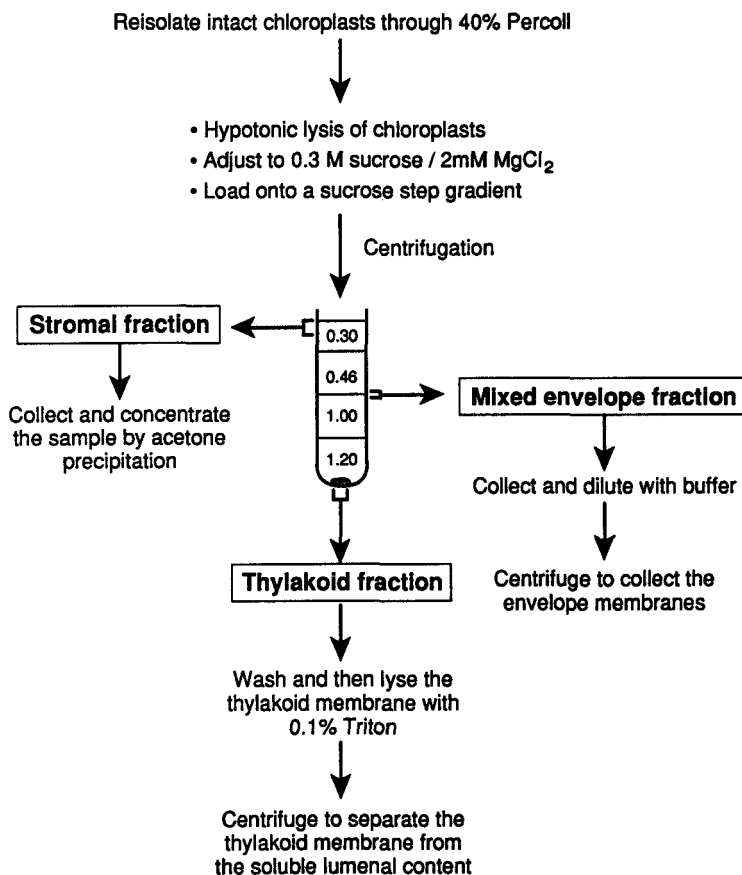 Reisolate intact chloroplasts through 40% Percoll
• Hypotonic lysis of chloroplasts
• Adjust to 0.3 M sucrose / 2mM MgCl2
• Load onto a sucrose step gradient
Centrifugation
Stromal fraction
Collect and concentrate
the sample by acetone
precipitation
0.30
0.46
1.00
1.20
Mixed envelope fraction
Collect and dilute with buffer
Centrifuge to collect the
envelope membranes
Thylakoid fraction
Wash and then lyse the
thylakoid membrane with
0.1% Triton
Centrifuge to separate the
thylakoid membrane from
the soluble lumenal content